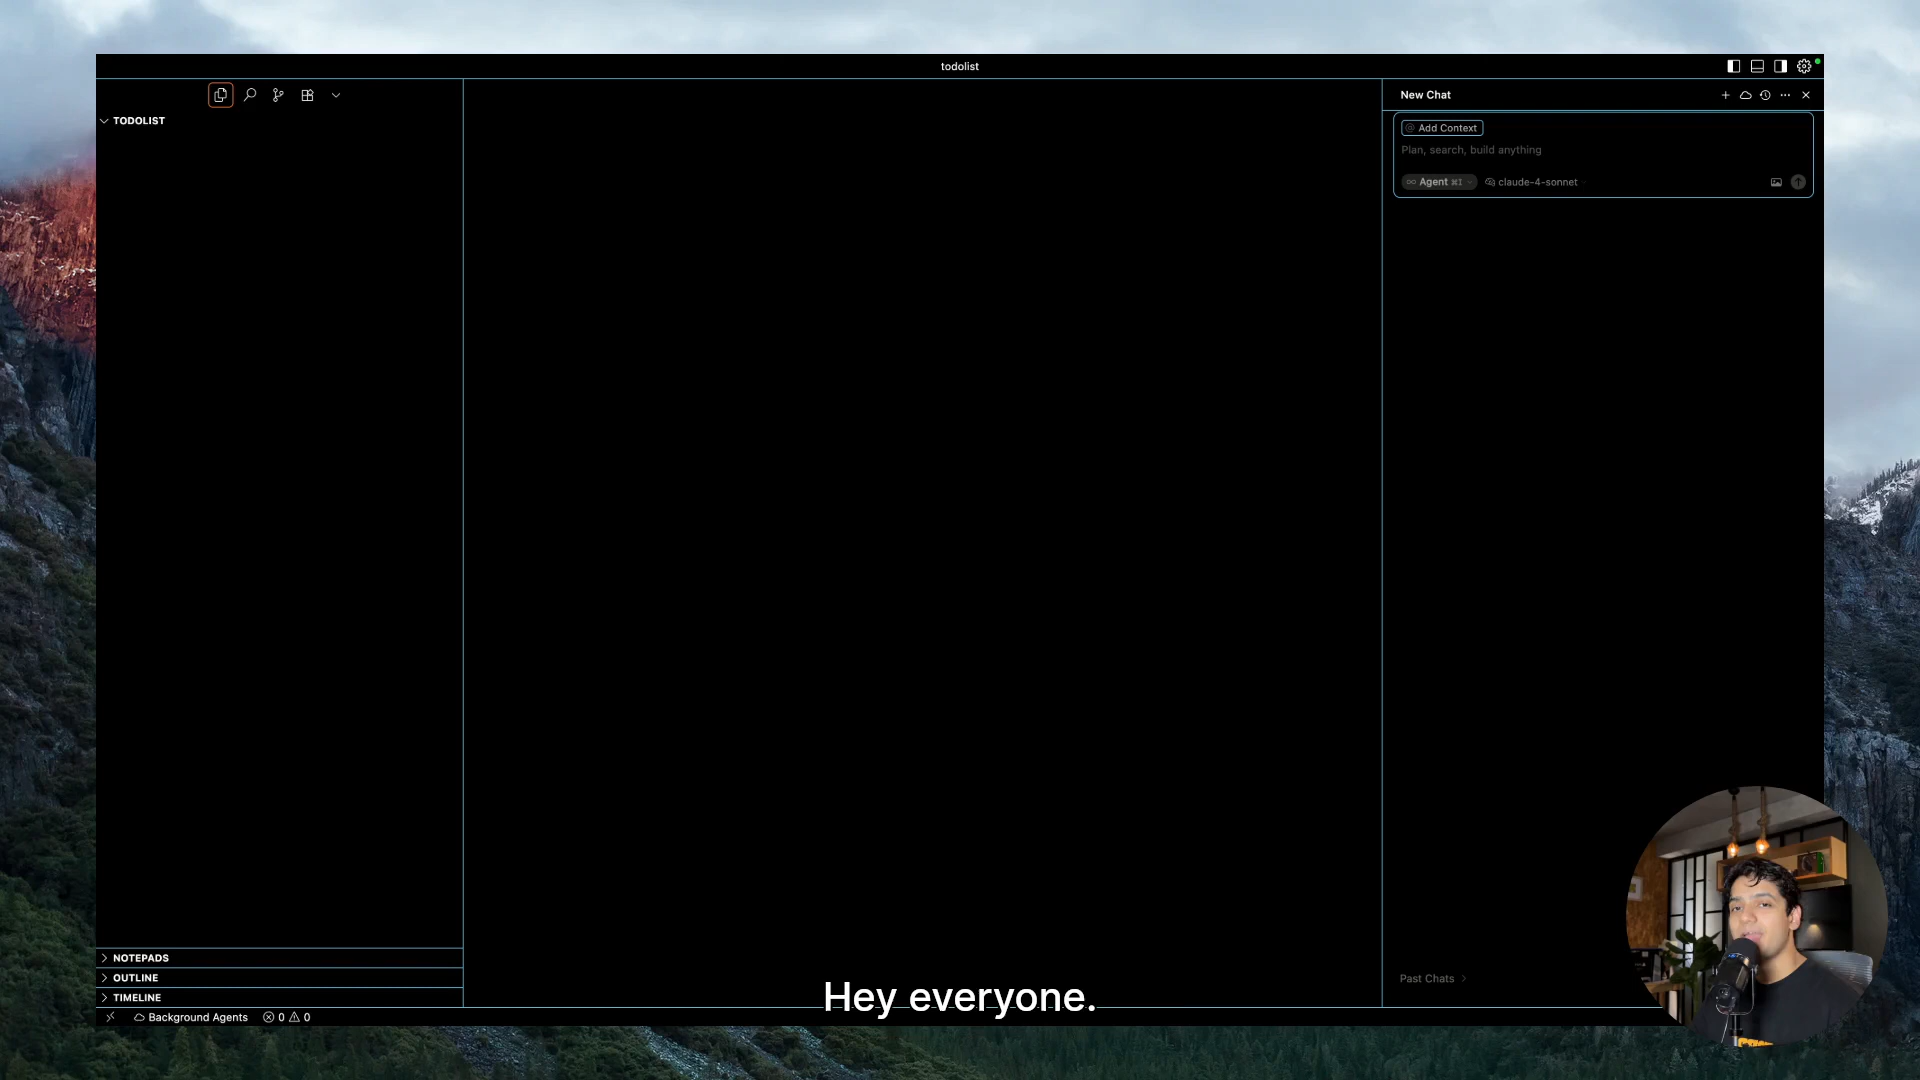 todolist
TODOLIST
New Chat
Add Context
Plan, search, build anything
Agent ⌘I
claude-4-sonnet
Past Chats
NOTEPADS
OUTLINE
TIMELINE
Background Agents 0 0
Hey everyone.